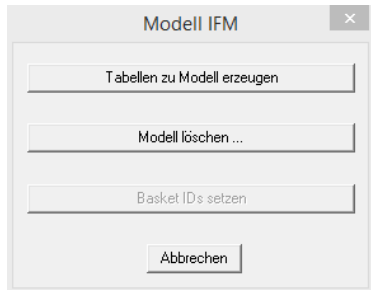 Modell IFM
×
Tabellen zu Modell erzeugen
Modell löschen ...
Basket IDs setzen
Abbrechen